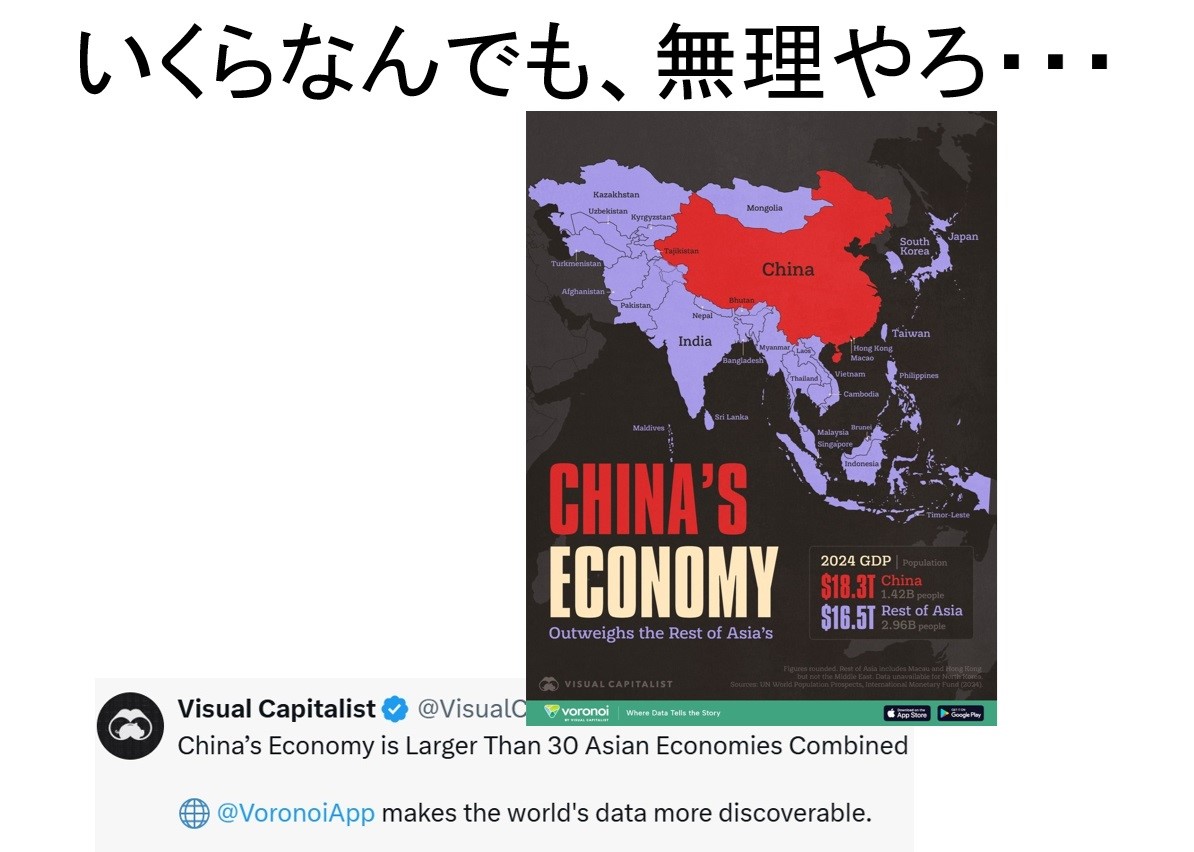 いくらなんでも、無理やろ・・・
Kazakhstan
Uzbekistan
Kyrgyzstan
Mongolia
Tajikistan
Turkmenistan
Afghanistan
Pakistan
Nepal
Bhutan
India
China
South
Korea
Japan
Taiwan
Hong Kong
Macao
Bangladesh
Myanmar
Laos
Thailand
Vietnam
Cambodia
Philippines
Sri Lanka
Maldives
Malaysia
Brunei
Singapore
Indonesia
Timor-Leste
CHINA'S
ECONOMY
Outweighs the Rest of Asia's
2024 GDP | Population
$18.3T China
1.42B people
$16.5T Rest of Asia
2.96B people
Figures rounded. Rest of Asia includes Macau and Hong Kong
but not the Middle East. Data unavailable for North Korea.
Sources: UN World Population Prospects, International Monetary Fund (2024)
VISUAL CAPITALIST
voronoi
BY VISUAL CAPITALIST
Where Data Tells the Story
Download on the
App Store
GET IT ON
Google Play
Visual Capitalist @VisualC
China's Economy is Larger Than 30 Asian Economies Combined
@VoronoiApp makes the world's data more discoverable.